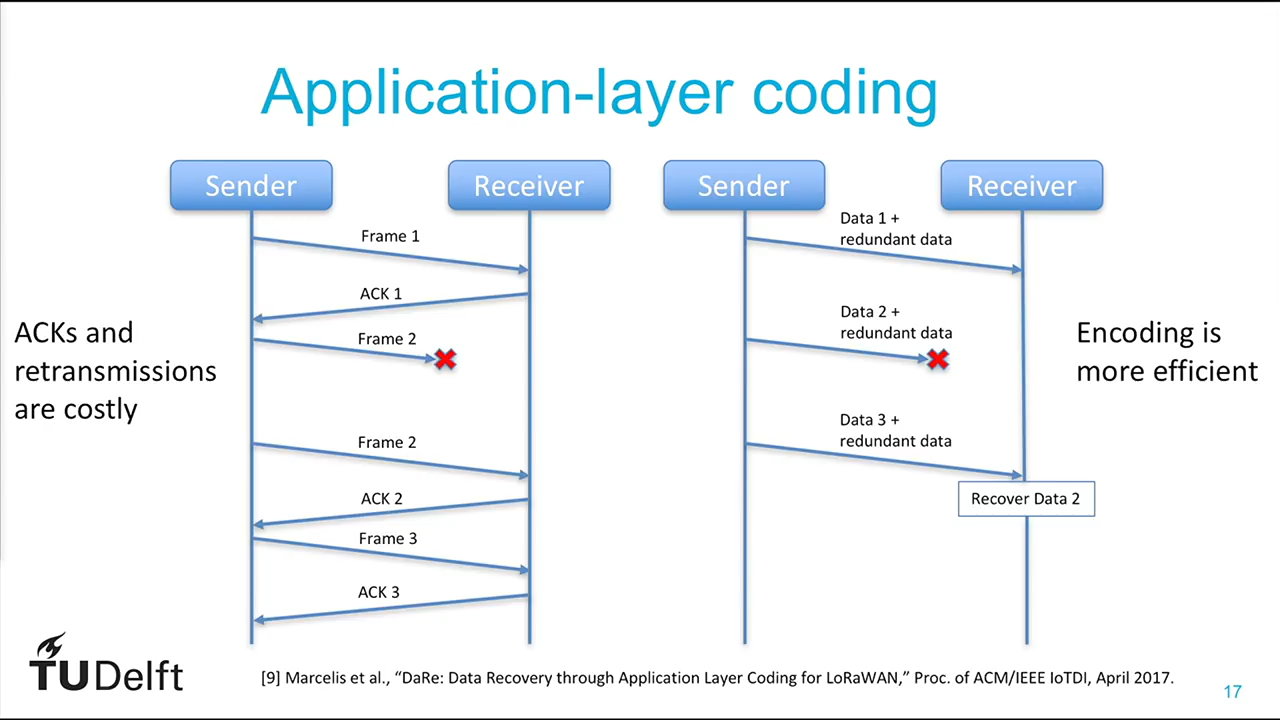 Application-layer coding
Sender
Receiver
Frame 1
ACK 1
Frame 2
Frame 2
ACK 2
Frame 3
ACK 3
ACKs and
retransmissions
are costly
Sender
Receiver
Data 1 +
redundant data
Data 2 +
redundant data
Data 3 +
redundant data
Recover Data 2
Encoding is
more efficient
TUDelft
[9] Marcelis et al., “DaRe: Data Recovery through Application Layer Coding for LoRaWAN,” Proc. of ACM/IEEE IoTDI, April 2017.
17